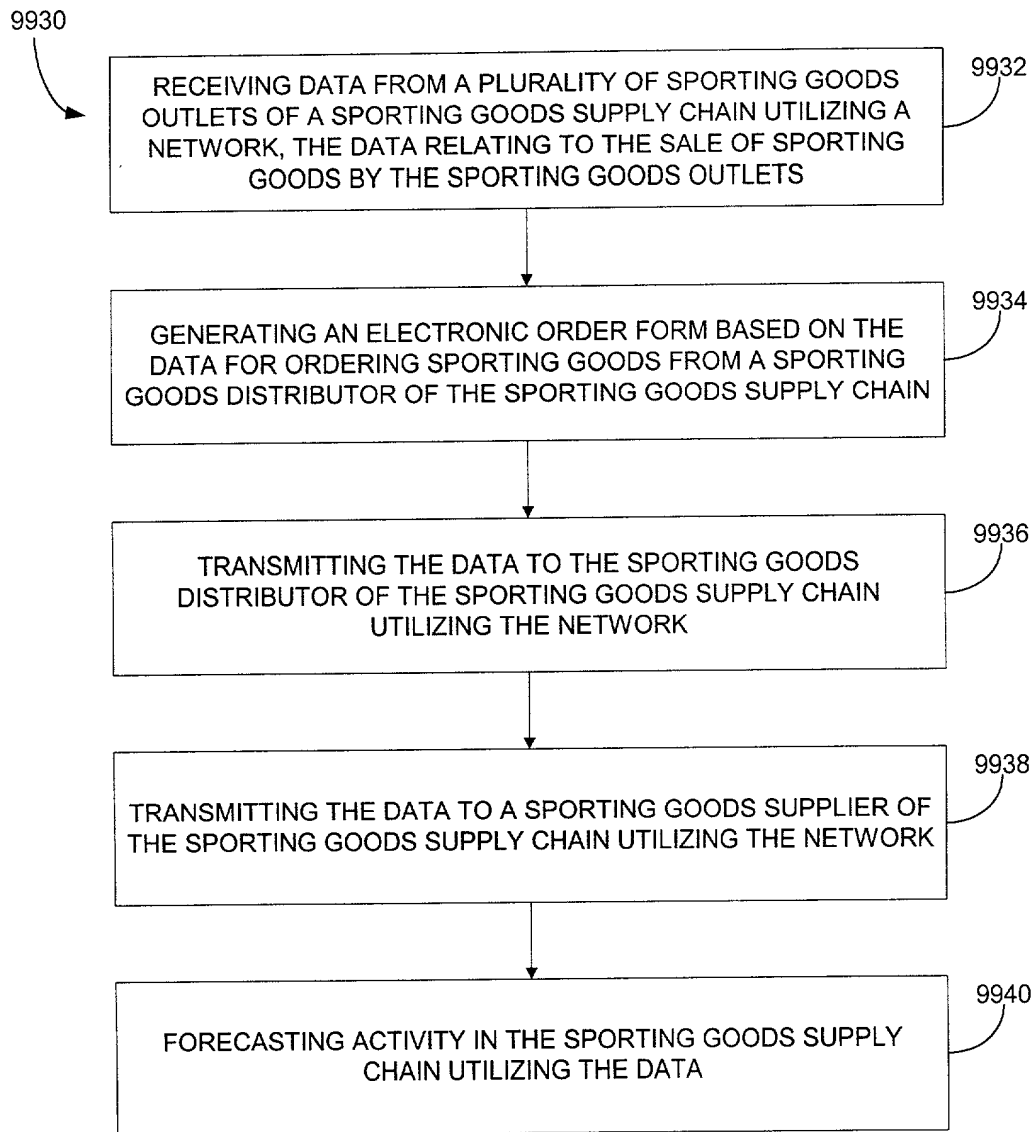 9930
9932
RECEIVING DATA FROM A PLURALITY OF SPORTING GOODS
OUTLETS OF A SPORTING GOODS SUPPLY CHAIN UTILIZING A
NETWORK, THE DATA RELATING TO THE SALE OF SPORTING
GOODS BY THE SPORTING GOODS OUTLETS
9934
GENERATING AN ELECTRONIC ORDER FORM BASED ON THE
DATA FOR ORDERING SPORTING GOODS FROM A SPORTING
GOODS DISTRIBUTOR OF THE SPORTING GOODS SUPPLY CHAIN
9936
TRANSMITTING THE DATA TO THE SPORTING GOODS
DISTRIBUTOR OF THE SPORTING GOODS SUPPLY CHAIN
UTILIZING THE NETWORK
9938
TRANSMITTING THE DATA TO A SPORTING GOODS SUPPLIER OF
THE SPORTING GOODS SUPPLY CHAIN UTILIZING THE NETWORK
9940
FORECASTING ACTIVITY IN THE SPORTING GOODS SUPPLY
CHAIN UTILIZING THE DATA